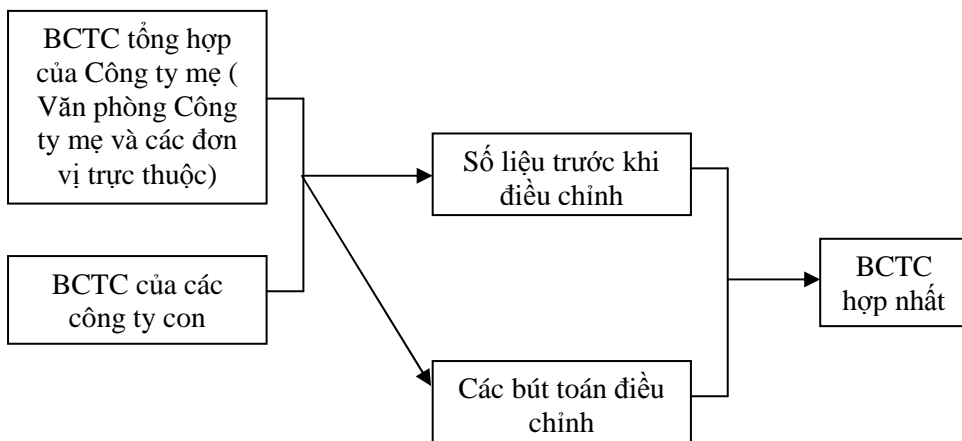 BCTC tổng hợp
của Công ty mẹ (
Văn phòng Công
ty mẹ và các đơn
vị trực thuộc)
BCTC của các
công ty con
Số liệu trước khi
điều chỉnh
Các bút toán điều
chỉnh
BCTC
hợp nhất